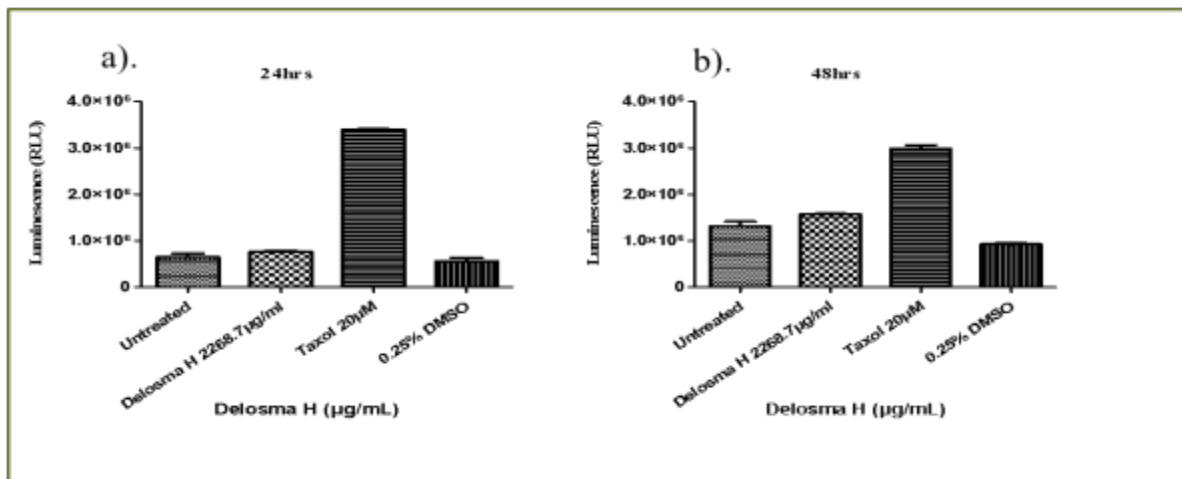 a).
24hrs
Luminescence (RLU)
4.0×10⁶
3.0×10⁶
2.0×10⁶
1.0×10⁶
0
Untreated
Delosma H 2268.7µg/ml
Taxol 20µM
0.25% DMSO
Delosma H (µg/mL)
b).
48hrs
Luminescence (RLU)
4.0×10⁶
3.0×10⁶
2.0×10⁶
1.0×10⁶
0
Untreated
Delosma H 2268.7µg/ml
Taxol 20µM
0.25% DMSO
Delosma H (µg/mL)